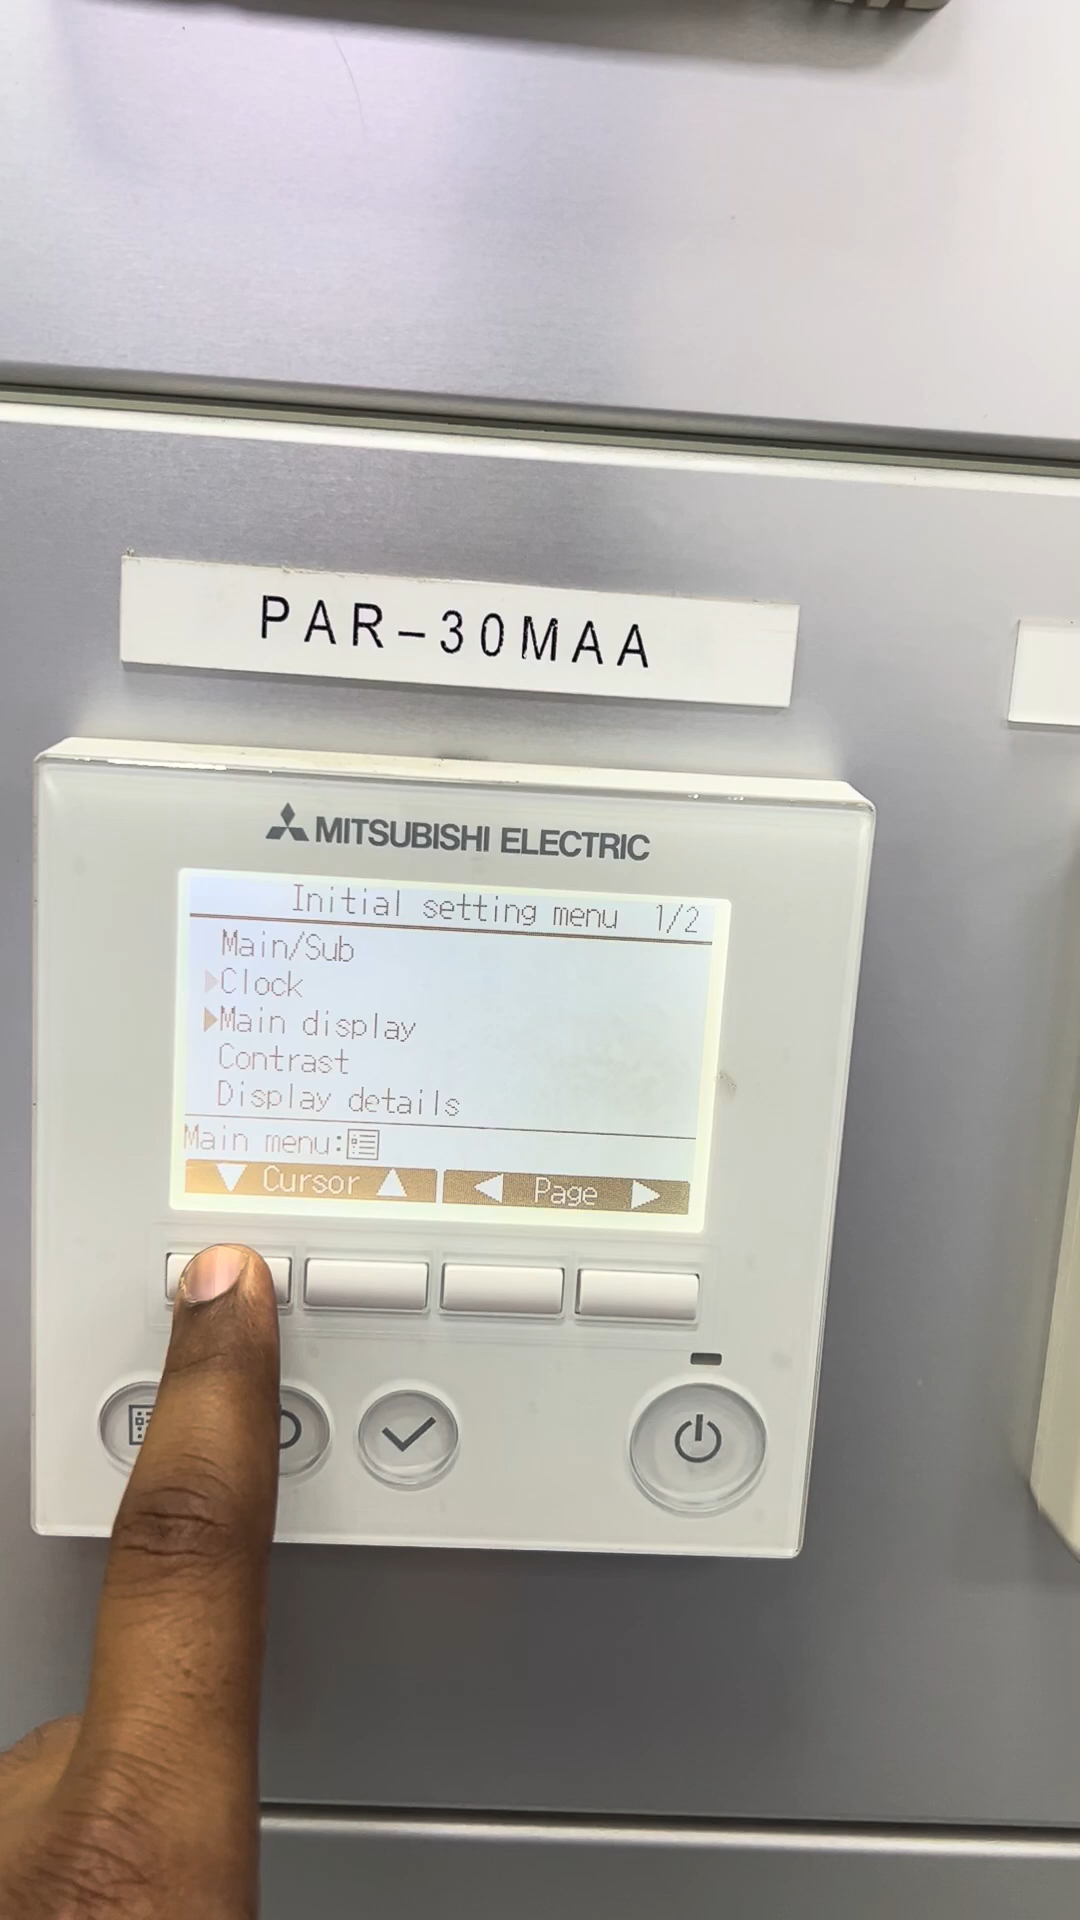 PAR-30MAA
MITSUBISHI ELECTRIC
Initial setting menu 1/2
Main/Sub
▶Clock
▶Main display
Contrast
Display details
Main menu:
▼ Cursor ▲ ◀ Page ▶